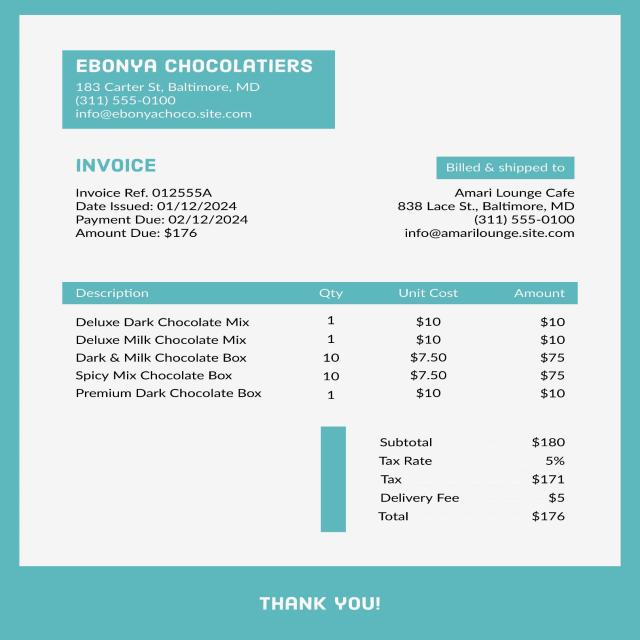 EBONYA CHOCOLATIERS
183 Carter St, Baltimore, MD
(311) 555-0100
info@ebonyachoco.site.com
INVOICE
Invoice Ref. 012555A
Date Issued: 01/12/2024
Payment Due: 02/12/2024
Amount Due: $176
Billed & shipped to
Amari Lounge Cafe
838 Lace St., Baltimore, MD
(311) 555-0100
info@amarilounge.site.com
Description Qty Unit Cost Amount
Deluxe Dark Chocolate Mix 1 $10 $10
Deluxe Milk Chocolate Mix 1 $10 $10
Dark & Milk Chocolate Box 10 $7.50 $75
Spicy Mix Chocolate Box 10 $7.50 $75
Premium Dark Chocolate Box 1 $10 $10
Subtotal $180
Tax Rate 5%
Tax $171
Delivery Fee $5
Total $176
THANK YOU!